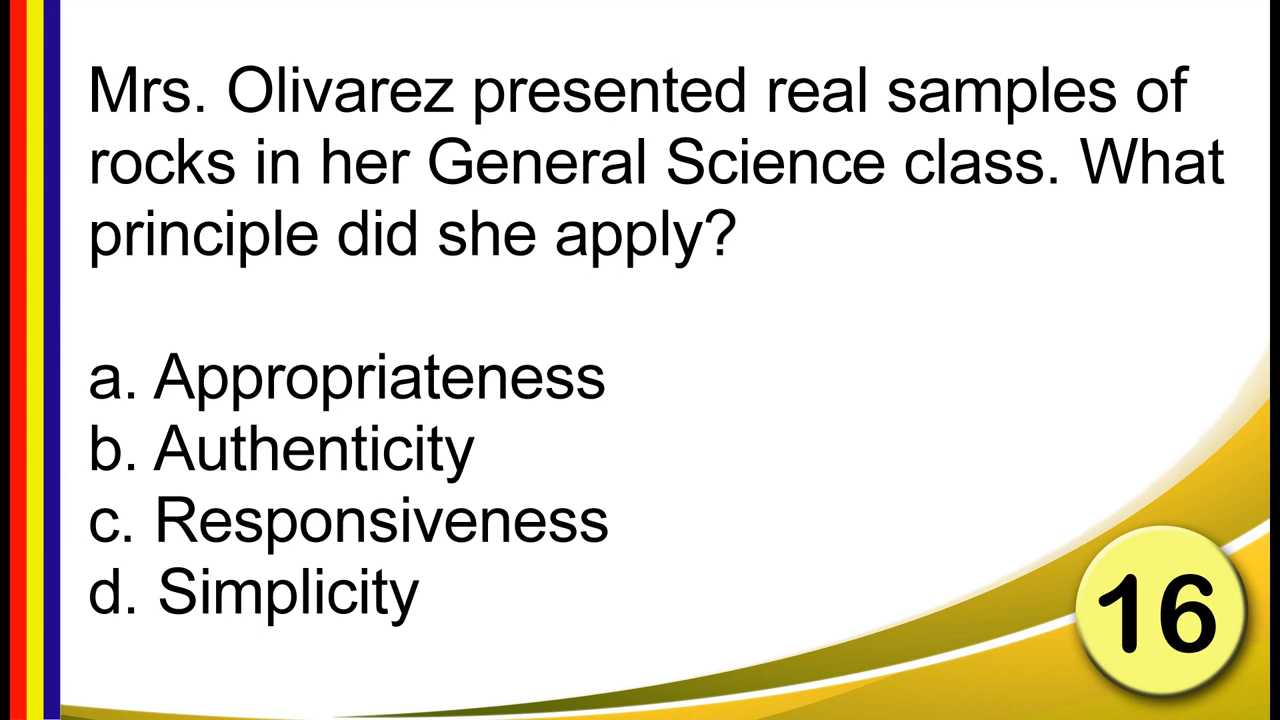 Mrs. Olivarez presented real samples of
rocks in her General Science class. What
principle did she apply?
a. Appropriateness
b. Authenticity
c. Responsiveness
d. Simplicity
16